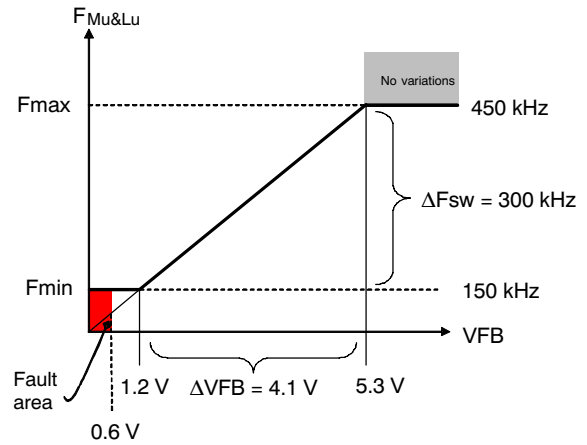 F Mu&Lu
No variations
Fmax
450 kHz
ΔFsw = 300 kHz
Fmin
150 kHz
VFB
Fault
area
1.2 V
ΔVFB = 4.1 V
5.3 V
0.6 V